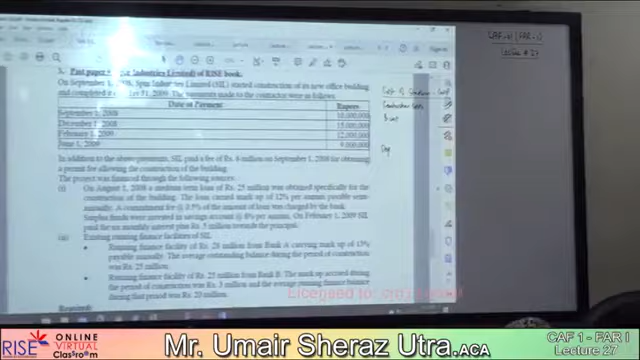 3. Past paper Industries Limited) of RISE book.
On September 1, 2008, Spin Industries Limited (SIL) started construction of its new office building
and completed 31, 2009. The payments made to the contractor were as follows:
Date of Payment Rupees
September 1, 2008 10,000,000
December 1, 2008 15,000,000
February 1, 2009 12,000,000
June 1, 2009 9,000,000
In addition to the above payments, SIL paid a fee of Rs. 6 million on September 1, 2008 for obtaining
a permit allowing the construction of the building.
The project was financed through the following sources:
(i) On August 1, 2008 a medium term loan of Rs. 25 million was obtained specifically for the
construction of the building. The loan carried mark up of 12% per annum payable semi-
annually. A commitment fee @ 0.5% of the amount of loan was charged by the bank.
Surplus funds were invested in savings account @ 8% per annum. On February 1, 2009 SIL
paid the six monthly interest plus Rs. 5 million towards the principal.
(ii) Existing running finance facilities of SIL
• Running finance facility of Rs. 28 million from Bank A carrying mark up of 13%
payable annually. The average outstanding balance during the period of construction
was Rs. 25 million.
• Running finance facility of Rs. 25 million from Bank B. The mark up accrued during
the period of construction was Rs. 3 million and the average running finance balance
during that period was Rs. 20 million.
Required:
Construction Costs
Licensed to:
RISE
ONLINE
VIRTUAL
Classroom
Mr. Umair Sheraz Utra.ACA
CAF 1 - FAR I
Lecture 27